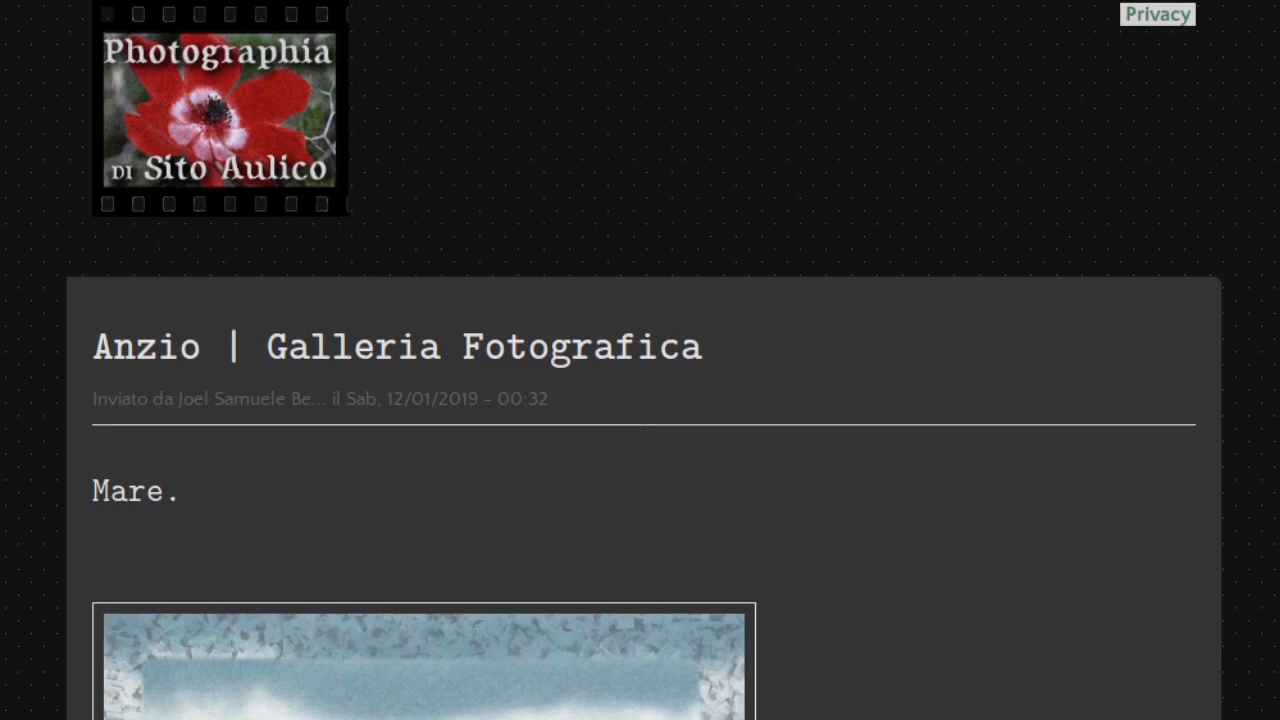 Photographia
DI Sito Aulico
Privacy
Anzio | Galleria Fotografica
Inviato da Joel Samuele Be... il Sab, 12/01/2019 - 00:32
Mare.